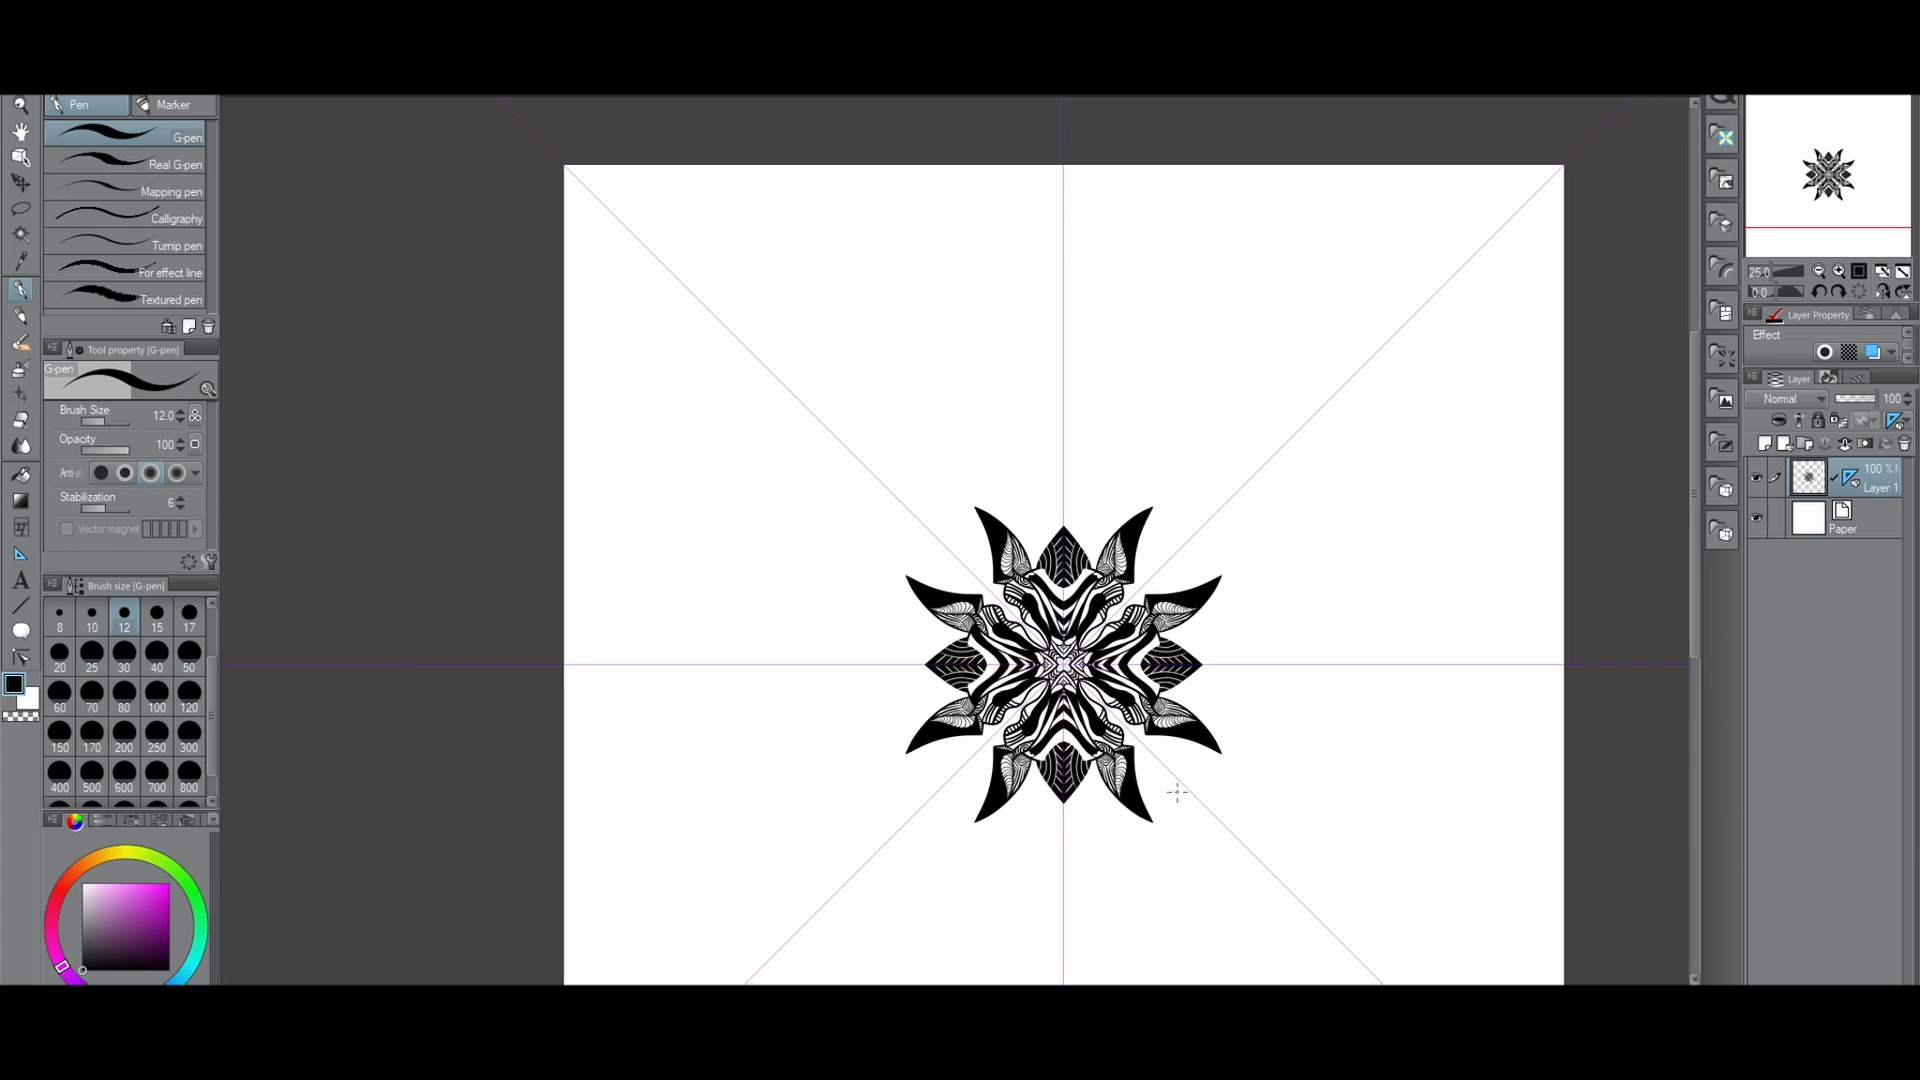 Pen
Marker
G-pen
Real G-pen
Mapping pen
Calligraphy
Turnip pen
For effect line
Textured pen
Tool property [G-pen]
G-pen
Brush Size 12.0
Opacity 100
Anti-al
Stabilization 6
Vector magnet
Brush size [G-pen]
8 10 12 15 17
20 25 30 40 50
60 70 80 100 120
150 170 200 250 300
400 500 600 700 800
A
25.0
0.0
Layer Property
Effect
Layer
Normal 100
100 %
Layer 1
Paper